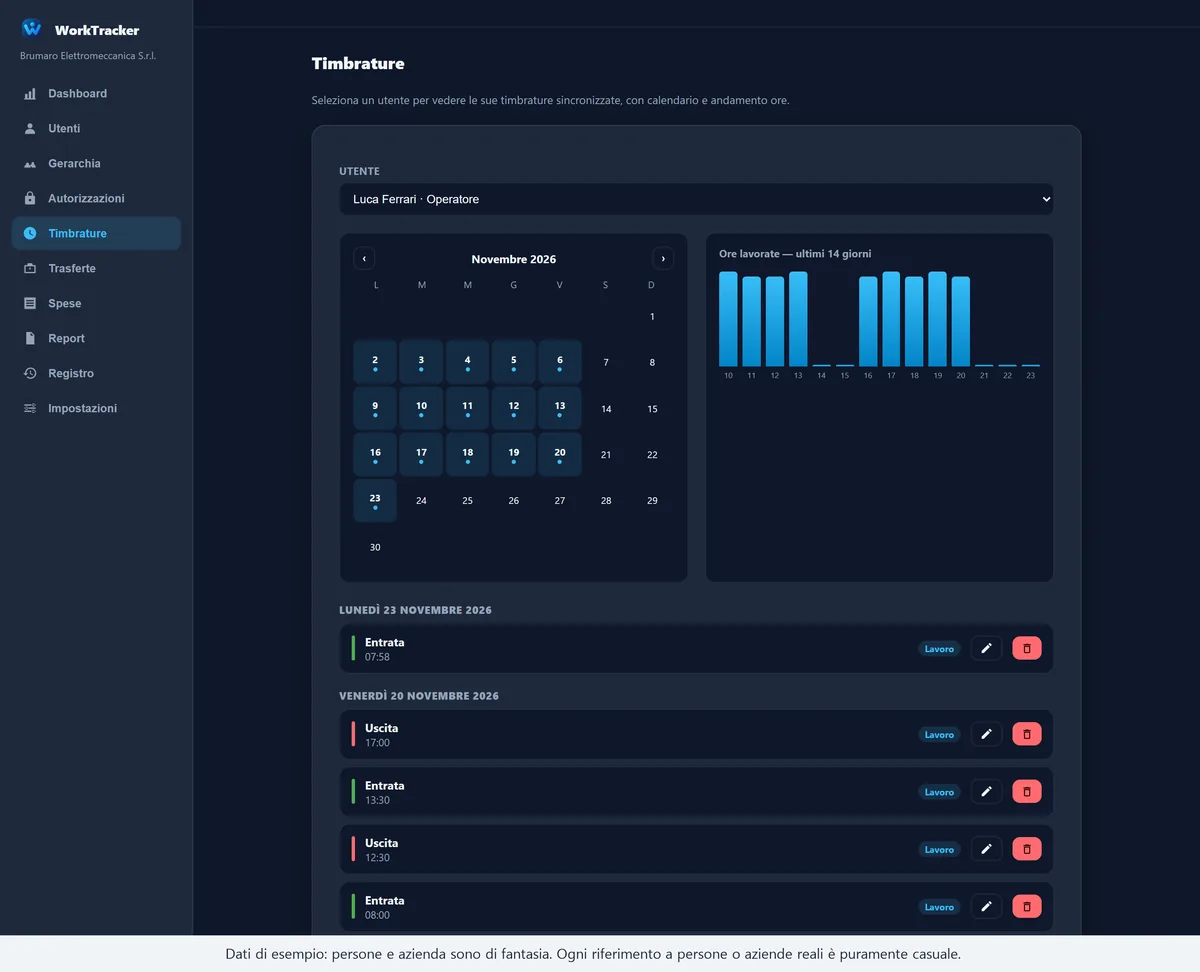 WorkTracker
Brumaro Elettromeccanica S.r.l.
Dashboard
Utenti
Gerarchia
Autorizzazioni
Timbrature
Trasferte
Spese
Report
Registro
Impostazioni
Timbrature
Seleziona un utente per vedere le sue timbrature sincronizzate, con calendario e andamento ore.
UTENTE
Luca Ferrari · Operatore
‹ Novembre 2026 ›
L M M G V S D
1
2 3 4 5 6 7 8
9 10 11 12 13 14 15
16 17 18 19 20 21 22
23 24 25 26 27 28 29
30
Ore lavorate — ultimi 14 giorni
10 11 12 13 14 15 16 17 18 19 20 21 22 23
LUNEDÌ 23 NOVEMBRE 2026
Entrata
07:58
Lavoro
VENERDÌ 20 NOVEMBRE 2026
Uscita
17:00
Lavoro
Entrata
13:30
Lavoro
Uscita
12:30
Lavoro
Entrata
08:00
Lavoro
Dati di esempio: persone e azienda sono di fantasia. Ogni riferimento a persone o aziende reali è puramente casuale.